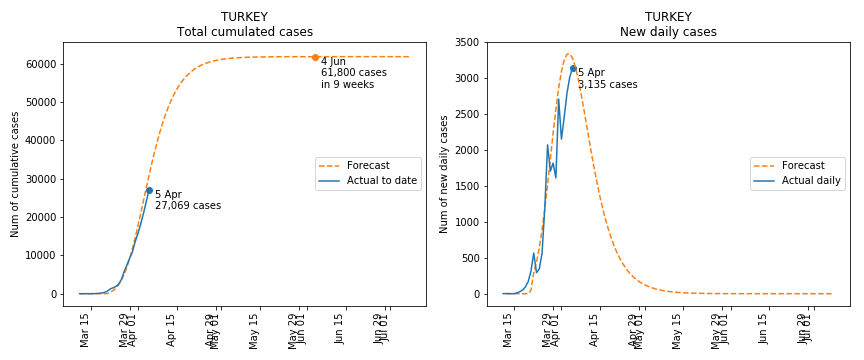 TURKEY
Total cumulated cases
Num of cumulative cases
60000
50000
40000
30000
20000
10000
0
4 Jun
61,800 cases
in 9 weeks
Forecast
Actual to date
5 Apr
27,069 cases
Mar 15
Mar 29
Apr 01
Apr 15
Apr 29
May 01
May 15
May 29
Jun 01
Jun 15
Jun 29
Jul 01
TURKEY
New daily cases
Num of new daily cases
3500
3000
2500
2000
1500
1000
500
0
5 Apr
3,135 cases
Forecast
Actual daily
Mar 15
Mar 29
Apr 01
Apr 15
Apr 29
May 01
May 15
May 29
Jun 01
Jun 15
Jun 29
Jul 01